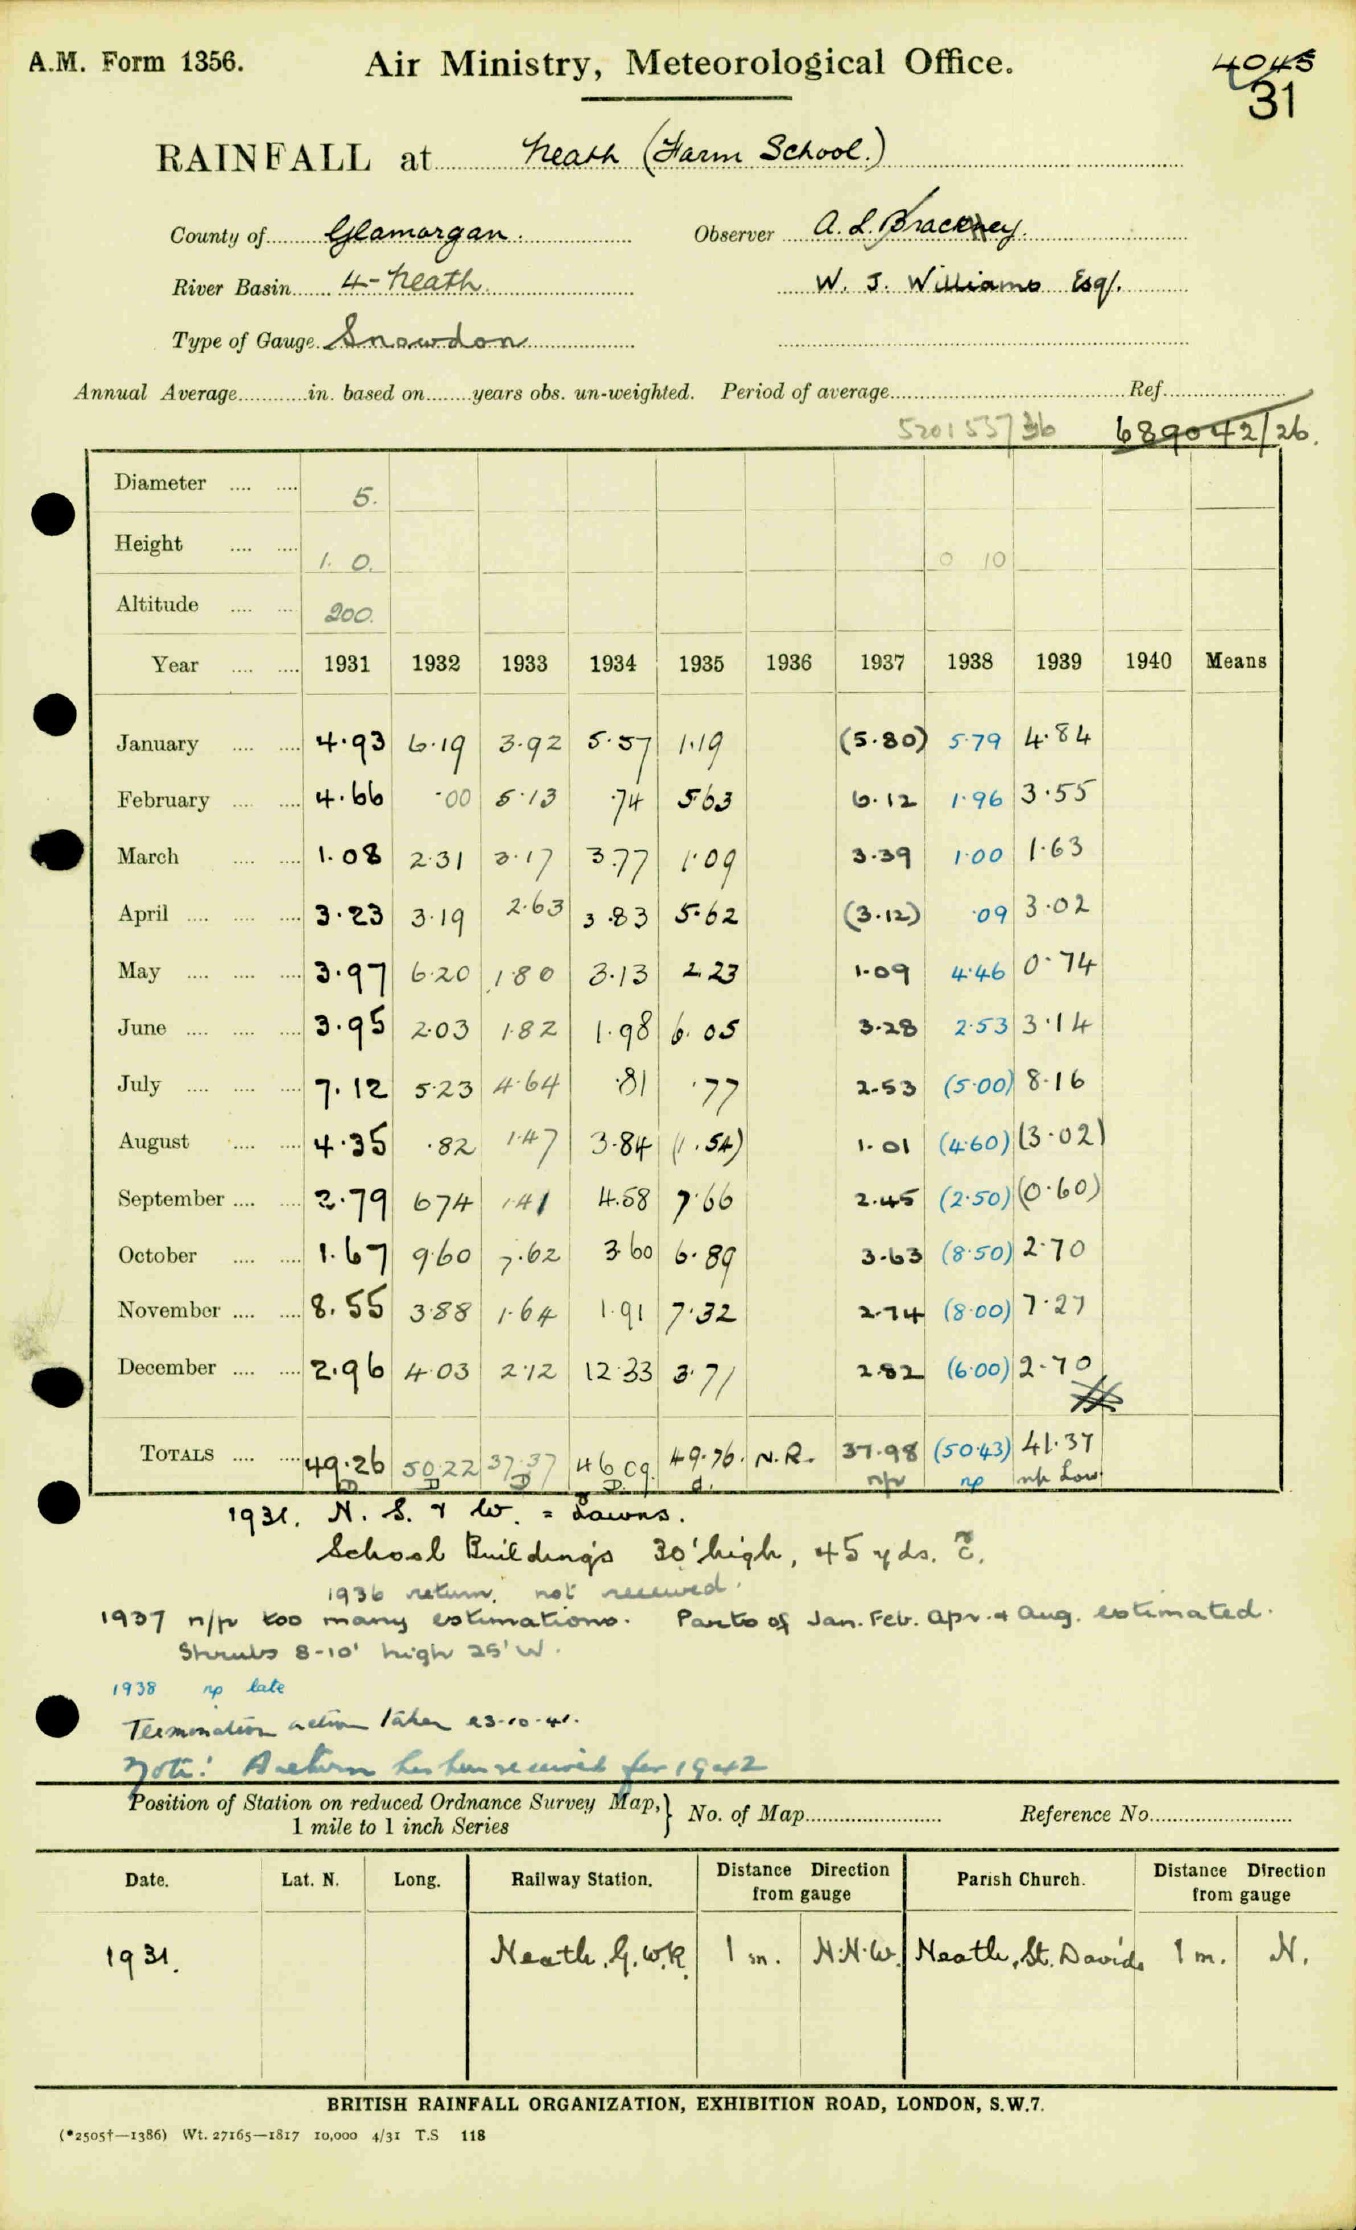 A.M. Form 1356. Air Ministry, Meteorological Office. 4045
31
RAINFALL at Neath (Farm School.)
County of Glamorgan. Observer A. L. Brackney.
River Basin 4- Neath W. J. Williams Esq.
Type of Gauge Snowdon
Annual Average in. based on years obs. un-weighted. Period of average Ref.
520155/36 689042/26.
Diameter 5.
Height 1. 0. 0 10
Altitude 200.
Year 1931 1932 1933 1934 1935 1936 1937 1938 1939 1940 Means
January 4.93 6.19 3.92 5.57 1.19 (5.80) 5.79 4.84
February 4.66 .00 5.13 .74 5.63 6.12 1.96 3.55
March 1.08 2.31 3.17 3.77 1.09 3.39 1.00 1.63
April 3.23 3.19 2.63 3.83 5.62 (3.12) .09 3.02
May 3.97 6.20 1.80 3.13 2.23 1.09 4.46 0.74
June 3.95 2.03 1.82 1.98 6.05 3.28 2.53 3.14
July 7.12 5.23 4.64 .81 .77 2.53 (5.00) 8.16
August 4.35 .82 1.47 3.84 (1.54) 1.01 (4.60) (3.02)
September 2.79 6.74 1.41 4.58 7.66 2.45 (2.50) (0.60)
October 1.67 9.60 7.62 3.60 6.89 3.63 (8.50) 2.70
November 8.55 3.88 1.64 1.91 7.32 2.74 (8.00) 7.27
December 2.96 4.03 2.12 12.33 3.71 2.82 (6.00) 2.70
TOTALS 49.26 50.22 37.37 46.09 49.76. N.R. 37.98 (50.43) 41.37
D D D D. d. n/p np np Low
1931. N. S. & W. = Lawns.
School Buildings 30' high, 45 yds. E.
1936 return not received.
1937 n/p too many estimations. Parts of Jan. Feb. Apr. & Aug. estimated.
Shrubs 8-10' high 25' W.
1938 np late
Termination action taken 23-10-41.
Note: A return has been received for 1942
Position of Station on reduced Ordnance Survey Map, } No. of Map Reference No.
1 mile to 1 inch Series
Date. Lat. N. Long. Railway Station. Distance Direction from gauge Parish Church. Distance Direction from gauge
1931. Neath, G.W.R. 1 m. N.N.W. Neath, St. Davids 1 m. N.
BRITISH RAINFALL ORGANIZATION, EXHIBITION ROAD, LONDON, S.W.7.
(*2505†—1386) Wt. 27165—1817 10,000 4/31 T.S 118